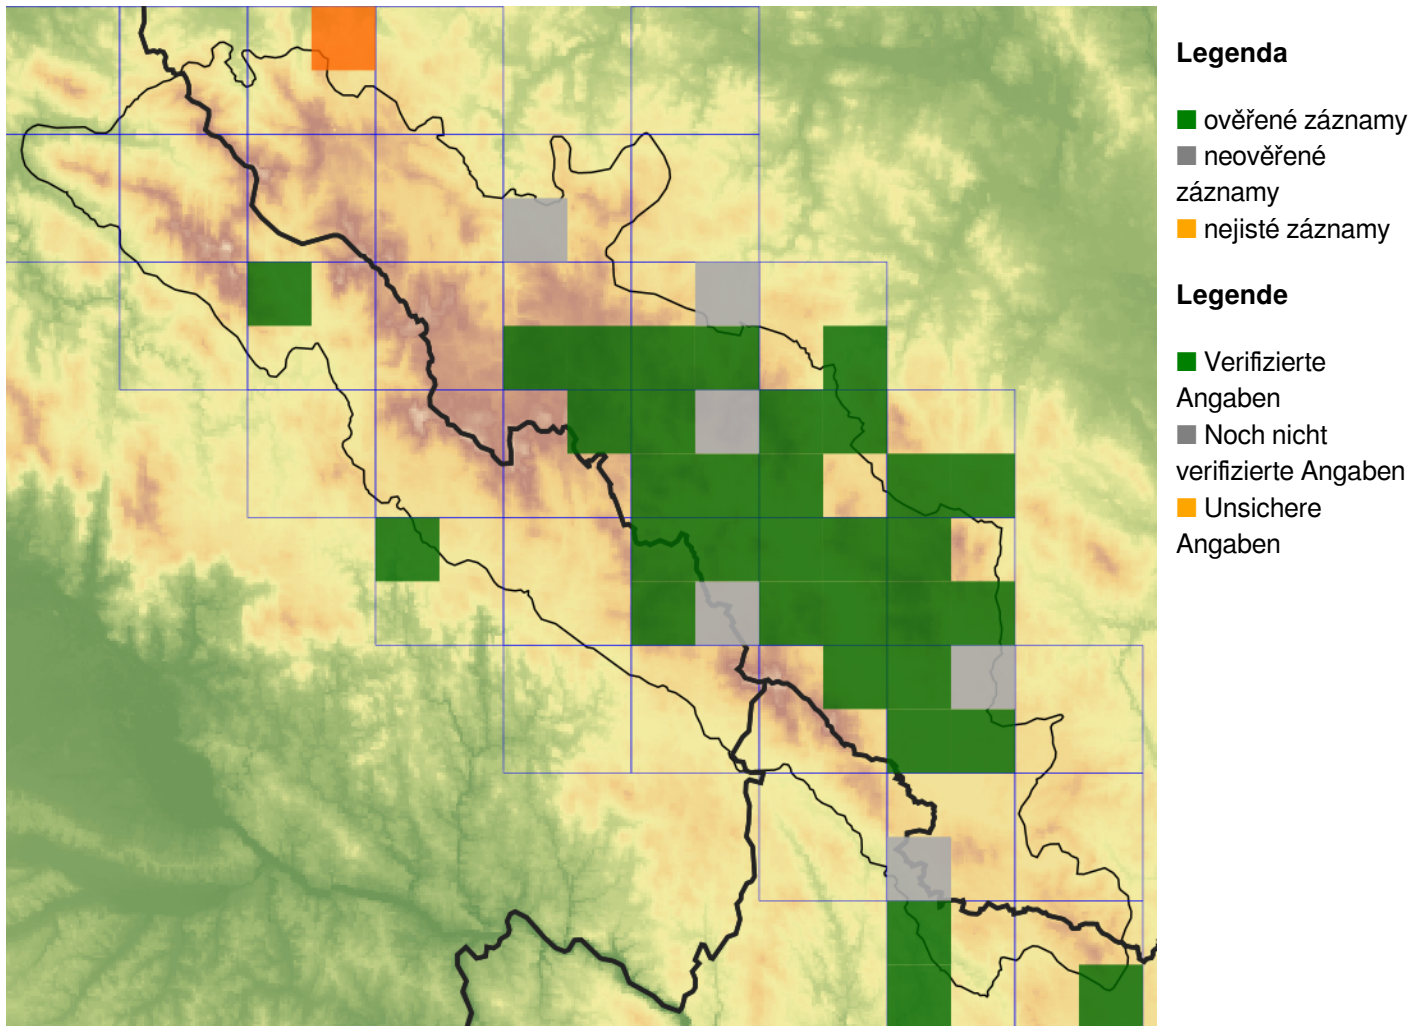 Legenda
ověřené záznamy
neověřené
záznamy
nejisté záznamy
Legende
Verifizierte
Angaben
Noch nicht
verifizierte Angaben
Unsichere
Angaben